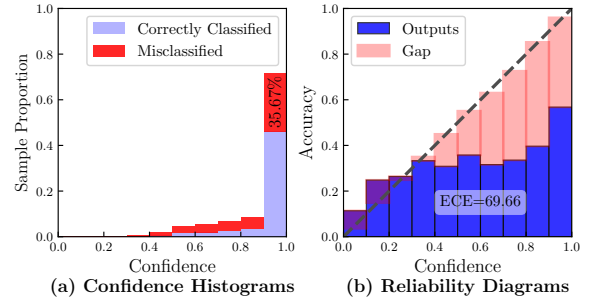 Correctly Classified
Misclassified
35.67%
Sample Proportion
1.0
0.8
0.6
0.4
0.2
0.0
0.0 0.2 0.4 0.6 0.8 1.0
Confidence
(a) Confidence Histograms
Outputs
Gap
ECE=69.66
Accuracy
1.0
0.8
0.6
0.4
0.2
0.0
0.0 0.2 0.4 0.6 0.8 1.0
Confidence
(b) Reliability Diagrams